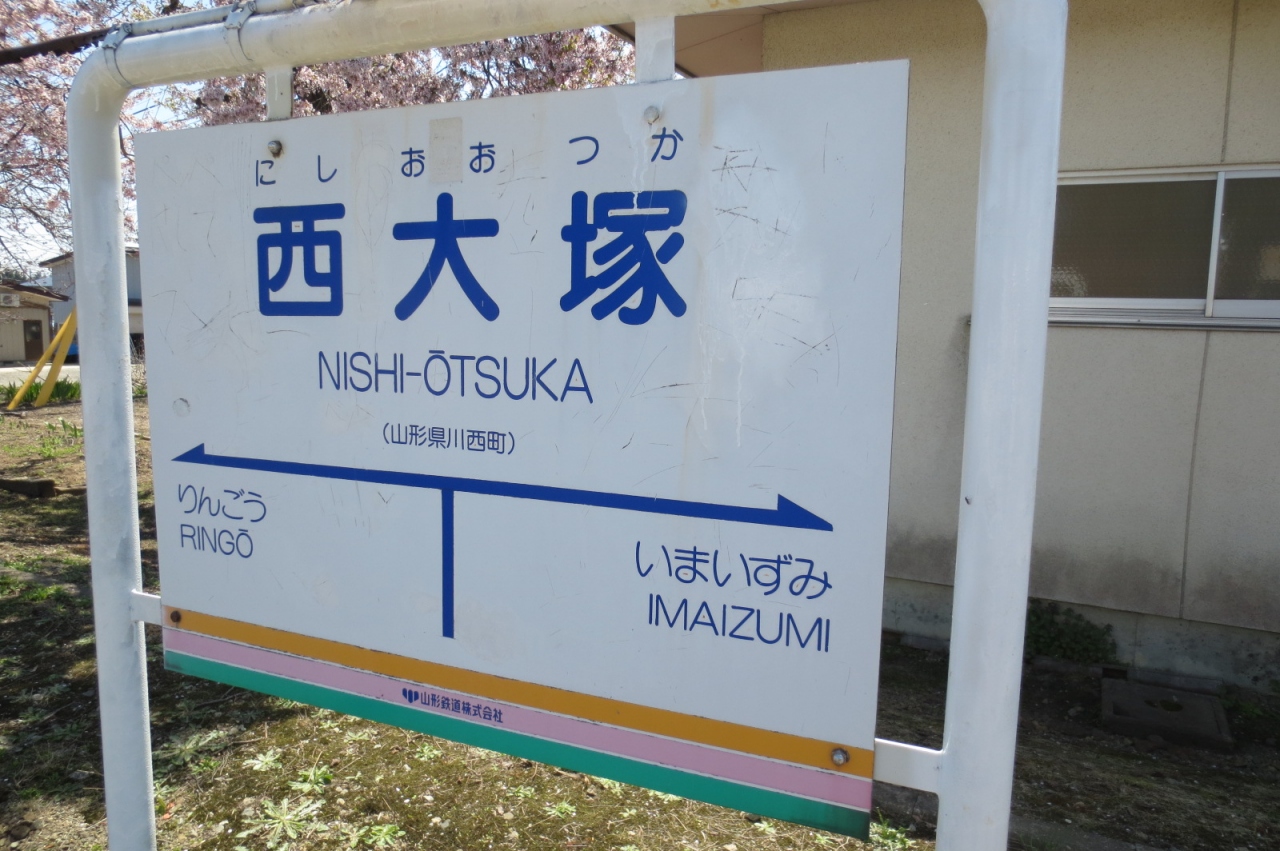 にしおおつか
西大塚
NISHI-ŌTSUKA
(山形県川西町)
りんごう
RINGŌ
いまいずみ
IMAIZUMI
山形鉄道株式会社